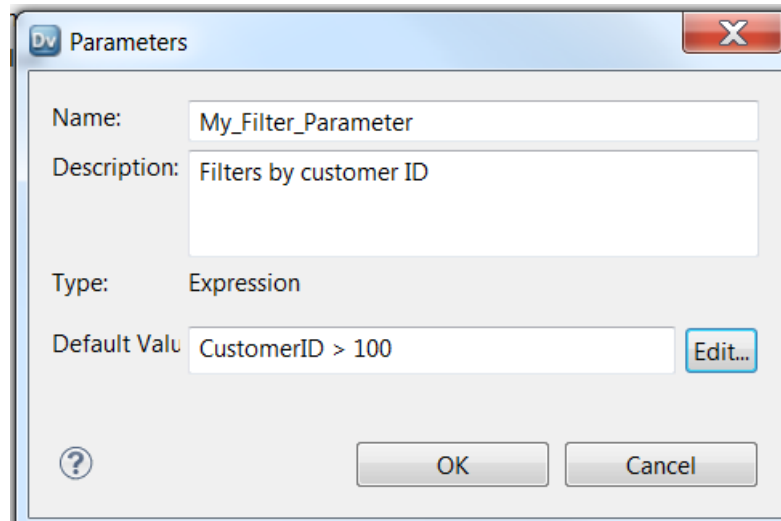 Dv Parameters
Name: My_Filter_Parameter
Description: Filters by customer ID
Type: Expression
Default Valu CustomerID > 100 Edit...
? OK Cancel